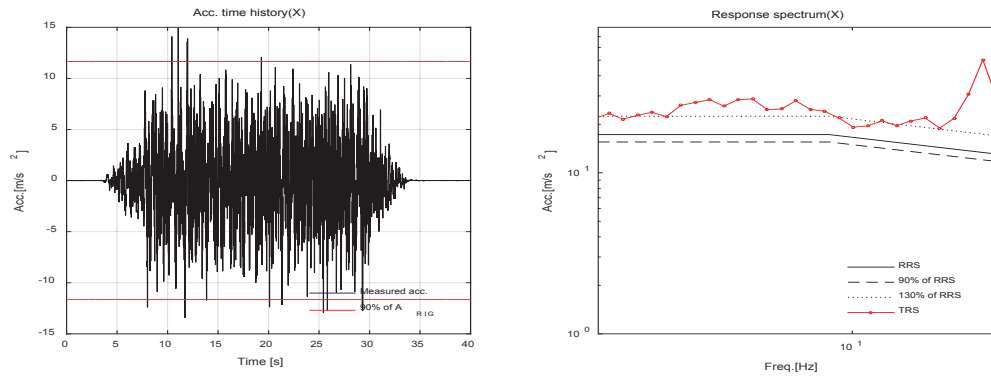 Acc. time history(X)
15
10
5
0
-5
-10
-15
Acc.[m/s²]
0
5
10
15
20
25
30
35
40
Time [s]
Measured acc.
90% of A RIG
Response spectrum(X)
10 1
10 0
Acc.[m/s²]
10 1
Freq.[Hz]
RRS
90% of RRS
130% of RRS
TRS